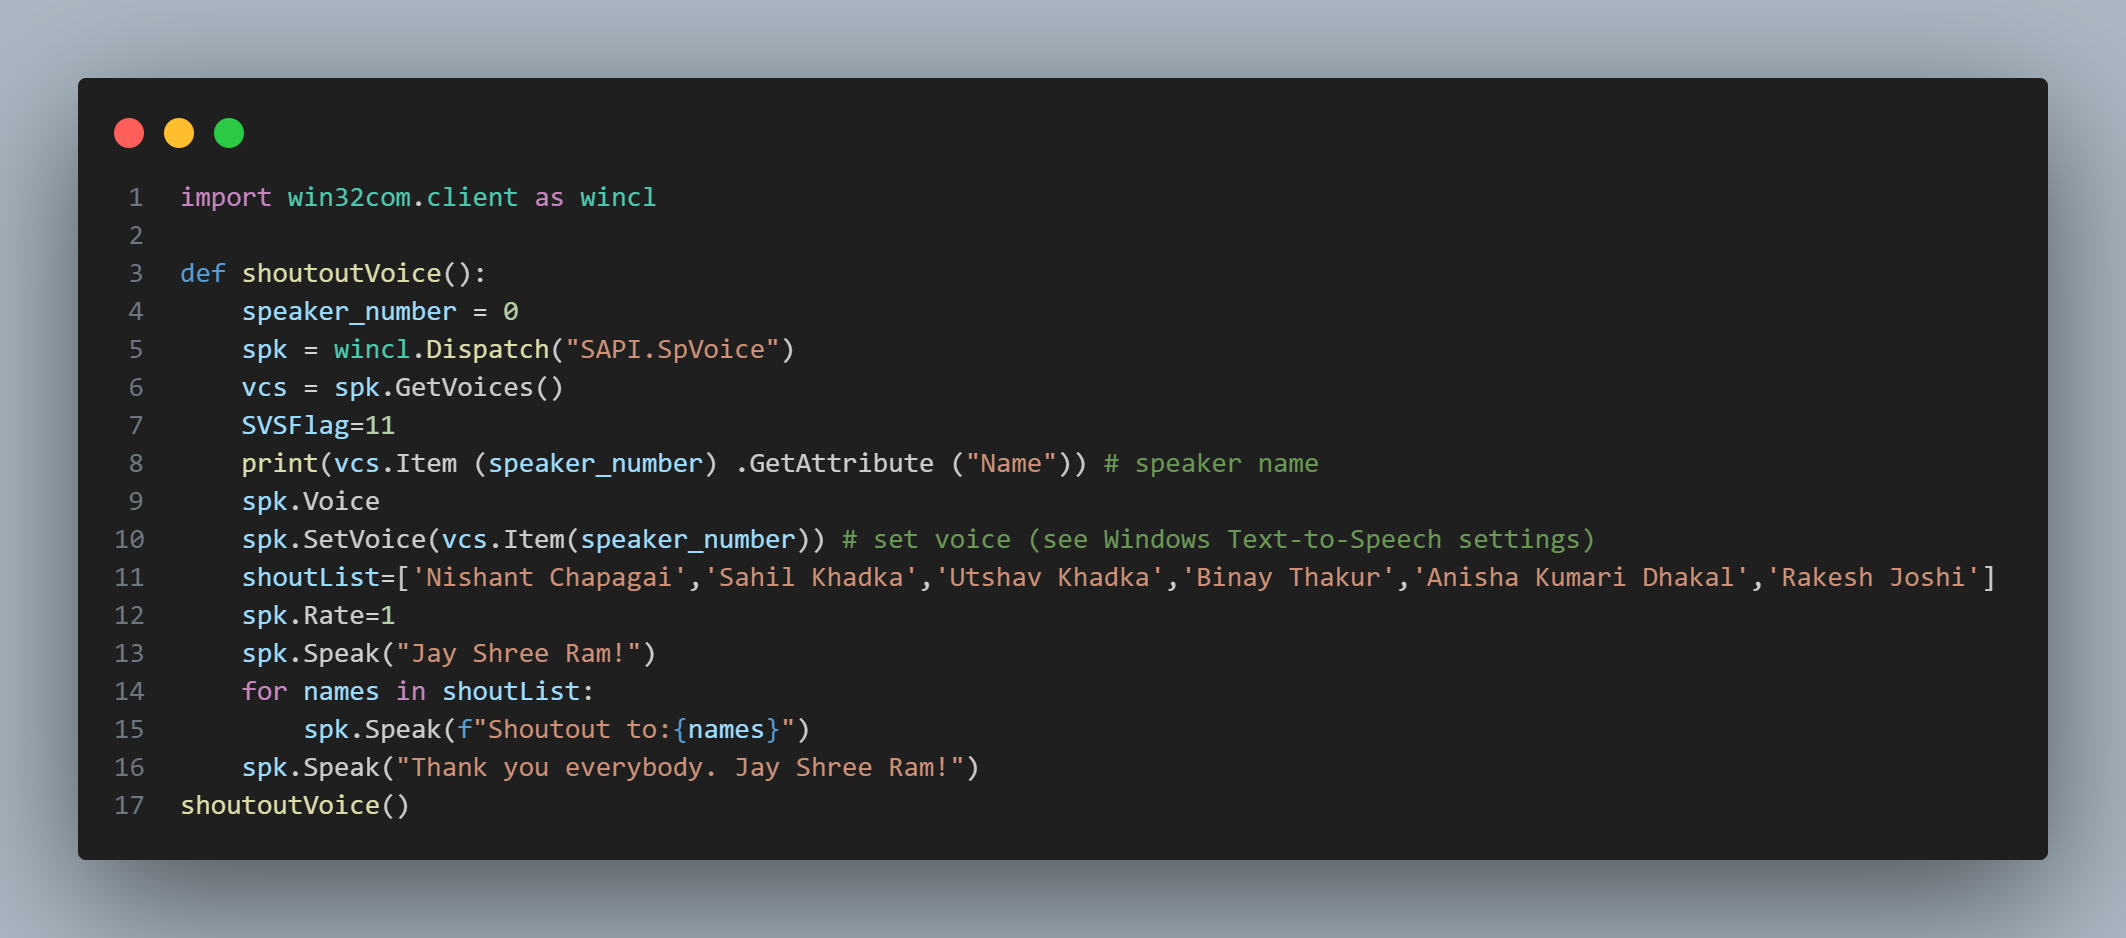 1 import win32com.client as wincl
2
3 def shoutoutVoice():
4     speaker_number = 0
5     spk = wincl.Dispatch("SAPI.SpVoice")
6     vcs = spk.GetVoices()
7     SVSFlag=11
8     print(vcs.Item (speaker_number) .GetAttribute ("Name")) # speaker name
9     spk.Voice
10     spk.SetVoice(vcs.Item(speaker_number)) # set voice (see Windows Text-to-Speech settings)
11     shoutList=['Nishant Chapagai','Sahil Khadka','Utshav Khadka','Binay Thakur','Anisha Kumari Dhakal','Rakesh Joshi']
12     spk.Rate=1
13     spk.Speak("Jay Shree Ram!")
14     for names in shoutList:
15         spk.Speak(f"Shoutout to:{names}")
16     spk.Speak("Thank you everybody. Jay Shree Ram!")
17 shoutoutVoice()